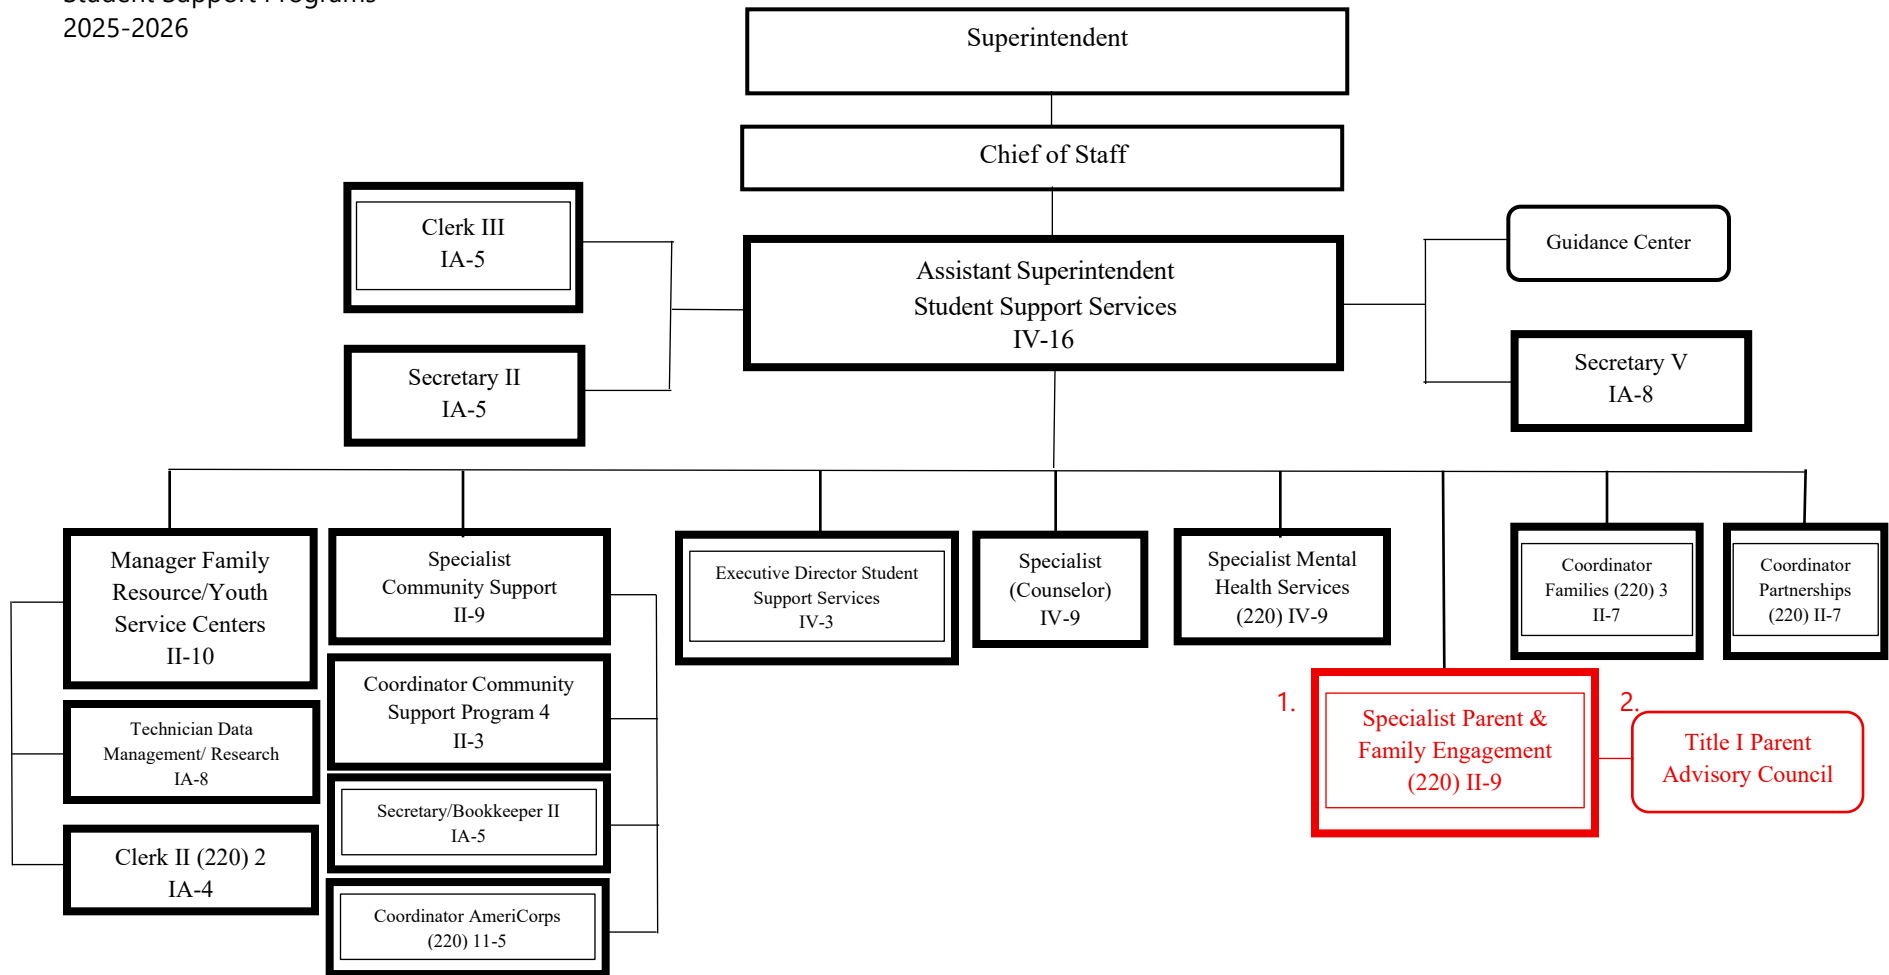 Student Support Programs
2025-2026
Superintendent
Chief of Staff
Clerk III
IA-5
Guidance Center
Assistant Superintendent
Student Support Services
IV-16
Secretary II
IA-5
Secretary V
IA-8
Manager Family
Resource/Youth
Service Centers
II-10
Specialist
Community Support
II-9
Executive Director Student
Support Services
IV-3
Specialist
(Counselor)
IV-9
Specialist Mental
Health Services
(220) IV-9
Coordinator
Families (220) 3
II-7
Coordinator
Partnerships
(220) II-7
Technician Data
Management/ Research
IA-8
Coordinator Community
Support Program 4
II-3
1.
Specialist Parent &
Family Engagement
(220) II-9
2.
Title I Parent
Advisory Council
Secretary/Bookkeeper II
IA-5
Clerk II (220) 2
IA-4
Coordinator AmeriCorps
(220) 11-5